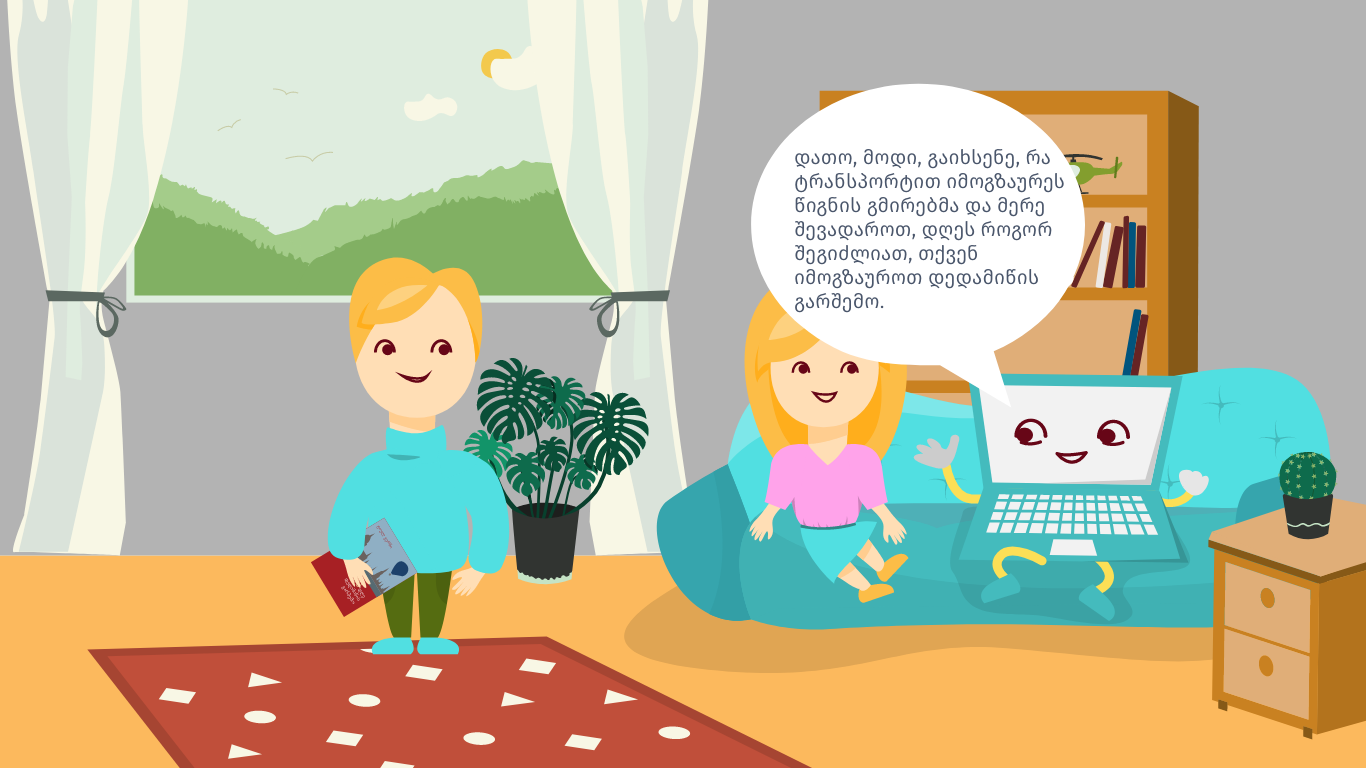 დათო, მოდი, გაიხსენე, რა
ტრანსპორტით იმოგზაურეს
წიგნის გმირებმა და მერე
შევადაროთ, დღეს როგორ
შეგიძლიათ, თქვენ
იმოგზაუროთ დედამიწის
გარშემო.